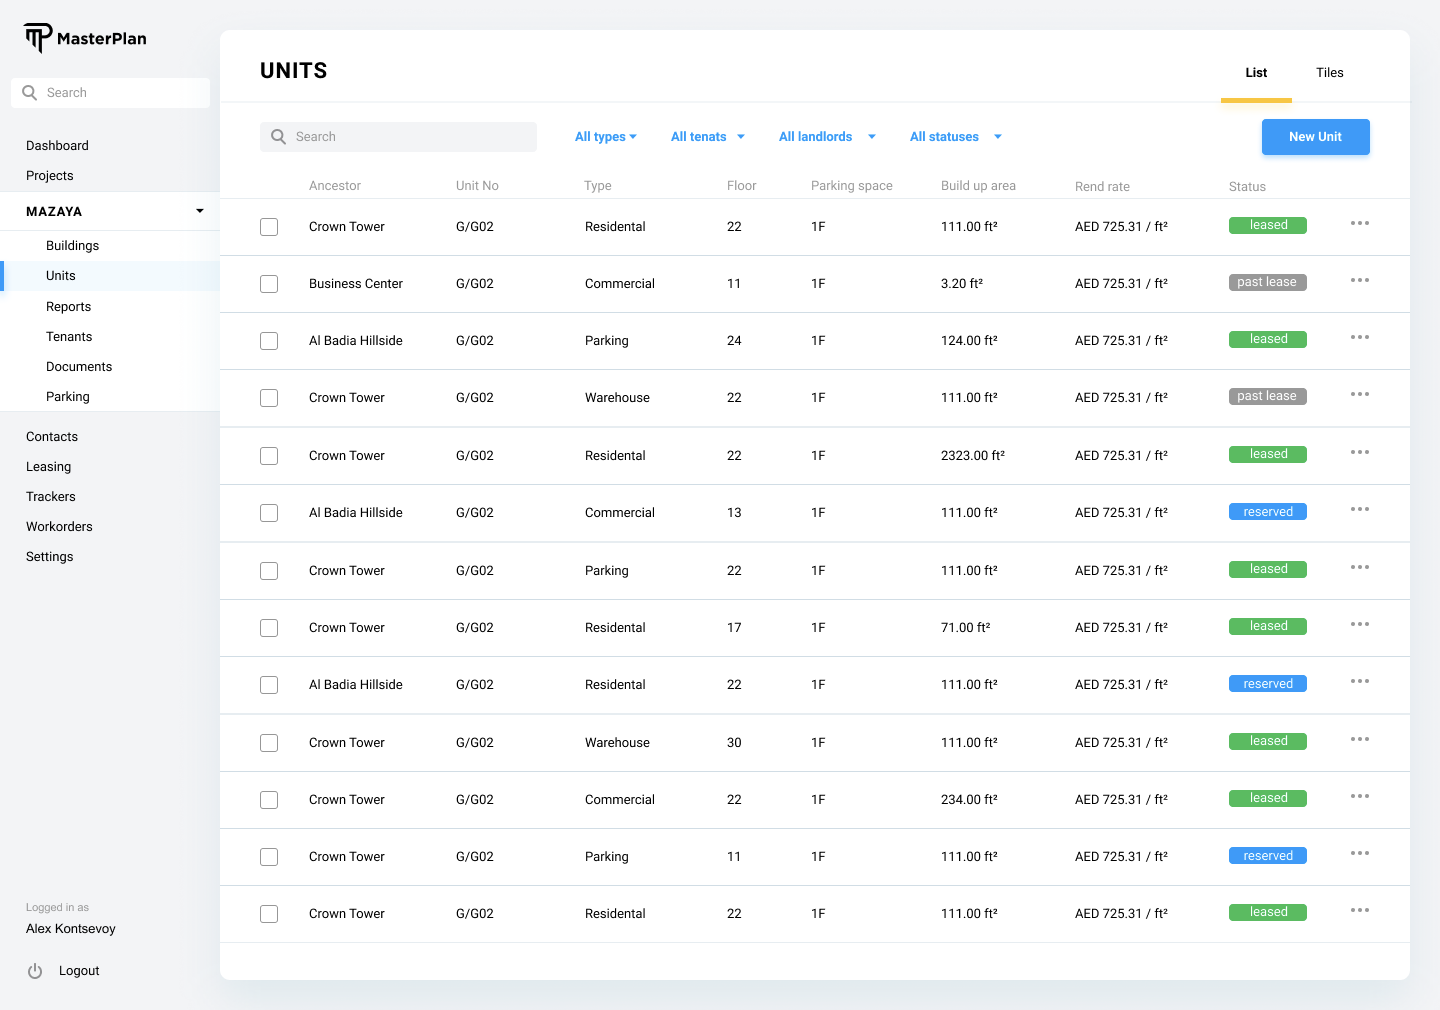 MasterPlan
Search
Dashboard
Projects
MAZAYA
Buildings
Units
Reports
Tenants
Documents
Parking
Contacts
Leasing
Trackers
Workorders
Settings
Logged in as
Alex Kontsevoy
Logout
UNITS
List Tiles
Search All types All tenats All landlords All statuses New Unit
Ancestor Unit No Type Floor Parking space Build up area Rend rate Status
Crown Tower G/G02 Residental 22 1F 111.00 ft² AED 725.31 / ft² leased
Business Center G/G02 Commercial 11 1F 3.20 ft² AED 725.31 / ft² past lease
Al Badia Hillside G/G02 Parking 24 1F 124.00 ft² AED 725.31 / ft² leased
Crown Tower G/G02 Warehouse 22 1F 111.00 ft² AED 725.31 / ft² past lease
Crown Tower G/G02 Residental 22 1F 2323.00 ft² AED 725.31 / ft² leased
Al Badia Hillside G/G02 Commercial 13 1F 111.00 ft² AED 725.31 / ft² reserved
Crown Tower G/G02 Parking 22 1F 111.00 ft² AED 725.31 / ft² leased
Crown Tower G/G02 Residental 17 1F 71.00 ft² AED 725.31 / ft² leased
Al Badia Hillside G/G02 Residental 22 1F 111.00 ft² AED 725.31 / ft² reserved
Crown Tower G/G02 Warehouse 30 1F 111.00 ft² AED 725.31 / ft² leased
Crown Tower G/G02 Commercial 22 1F 234.00 ft² AED 725.31 / ft² leased
Crown Tower G/G02 Parking 11 1F 111.00 ft² AED 725.31 / ft² reserved
Crown Tower G/G02 Residental 22 1F 111.00 ft² AED 725.31 / ft² leased